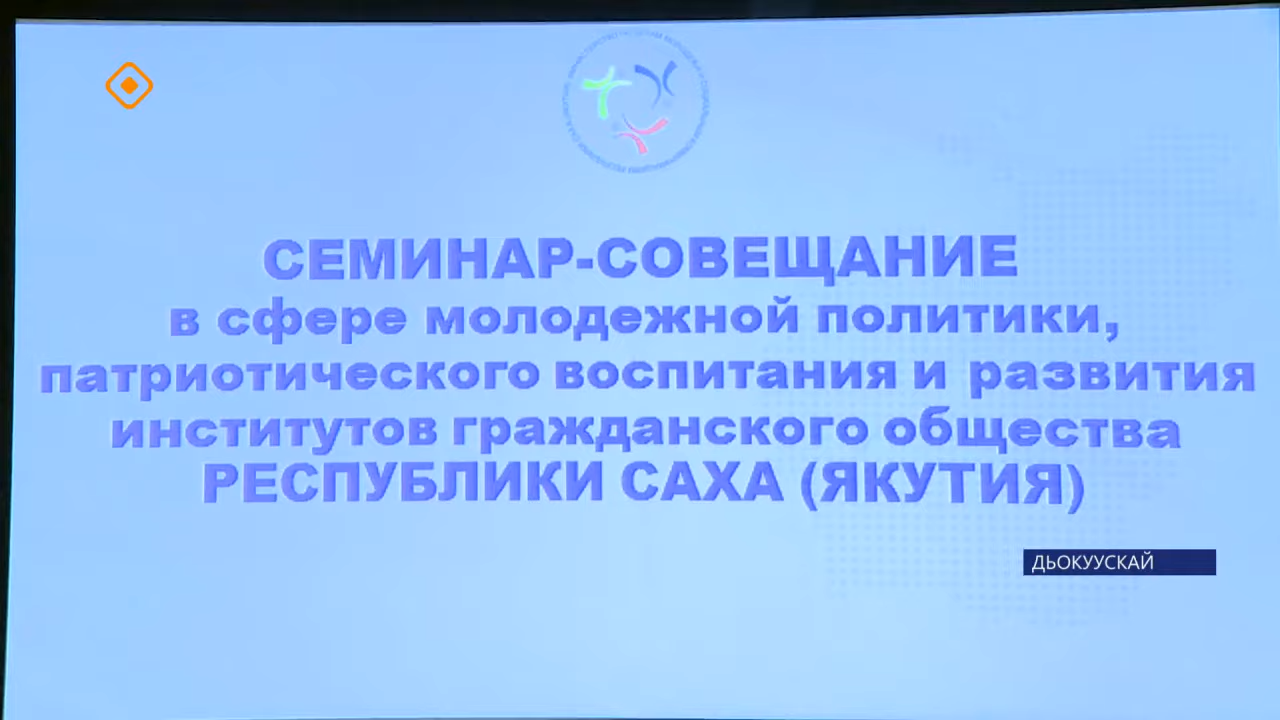 СЕМИНАР-СОВЕЩАНИЕ
в сфере молодежной политики,
патриотического воспитания и развития
институтов гражданского общества
РЕСПУБЛИКИ САХА (ЯКУТИЯ)
ДЬОКУУСКАЙ